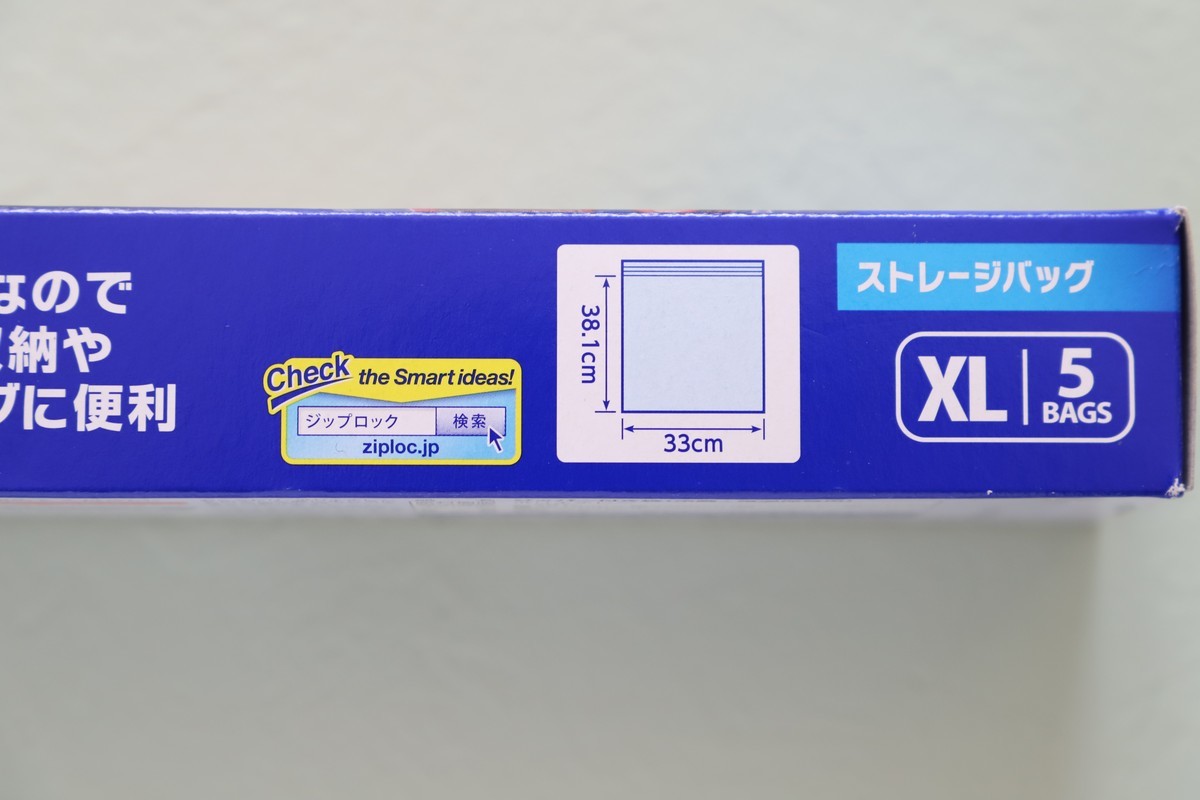 なので
納や
に便利
Check the Smart ideas!
ジップロック 検索
ziploc.jp
38.1cm
33cm
ストレージバッグ
XL 5
BAGS